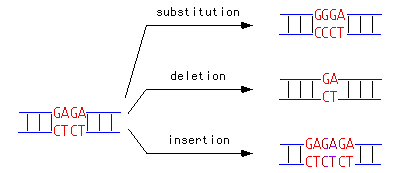 substitution
GGGA
CCCT
deletion
GA
CT
GAGA
CTCT
insertion
GAGAGA
CTCTCT